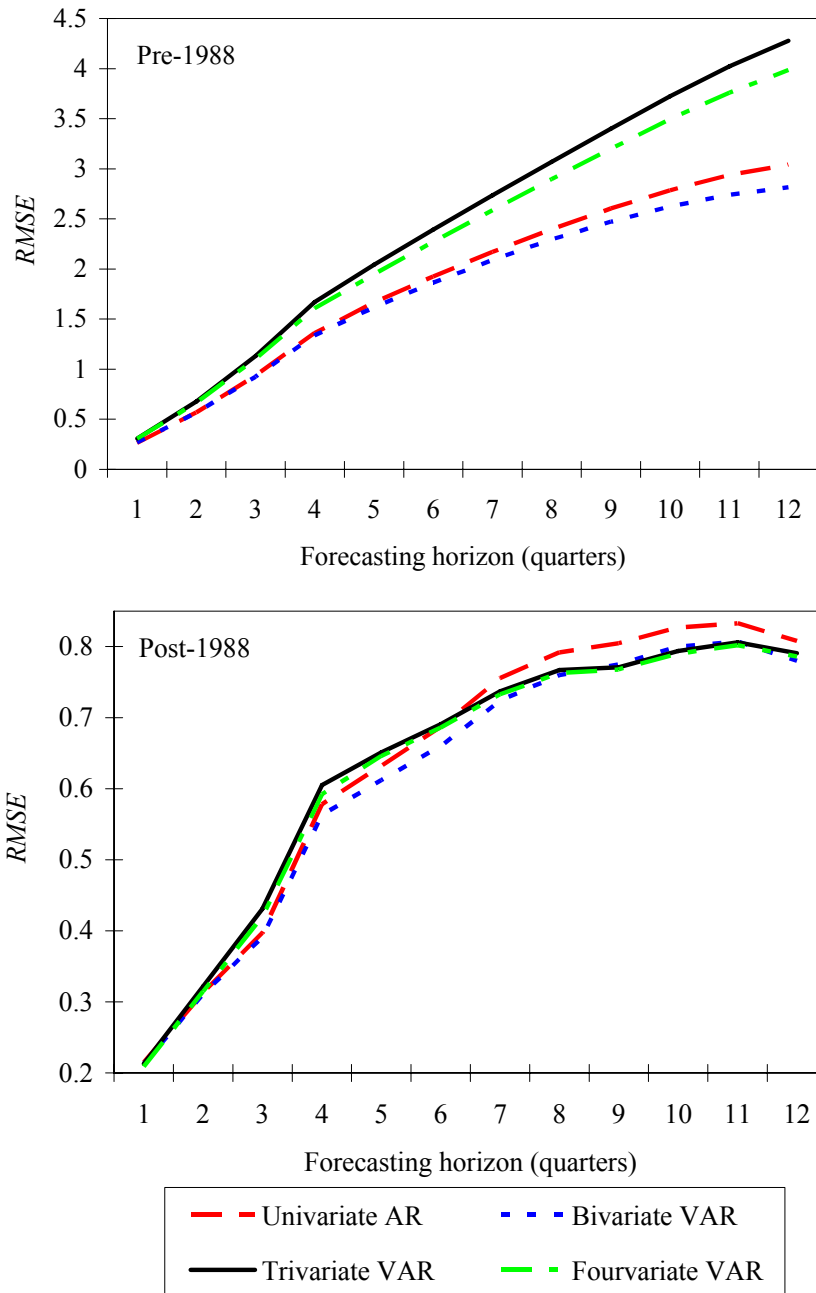 4.5
Pre-1988
4
3.5
3
2.5
RMSE
2
1.5
1
0.5
0
1 2 3 4 5 6 7 8 9 10 11 12
Forecasting horizon (quarters)
Post-1988
0.8
0.7
0.6
RMSE
0.5
0.4
0.3
0.2
1 2 3 4 5 6 7 8 9 10 11 12
Forecasting horizon (quarters)
Univariate AR Bivariate VAR
Trivariate VAR Fourvariate VAR